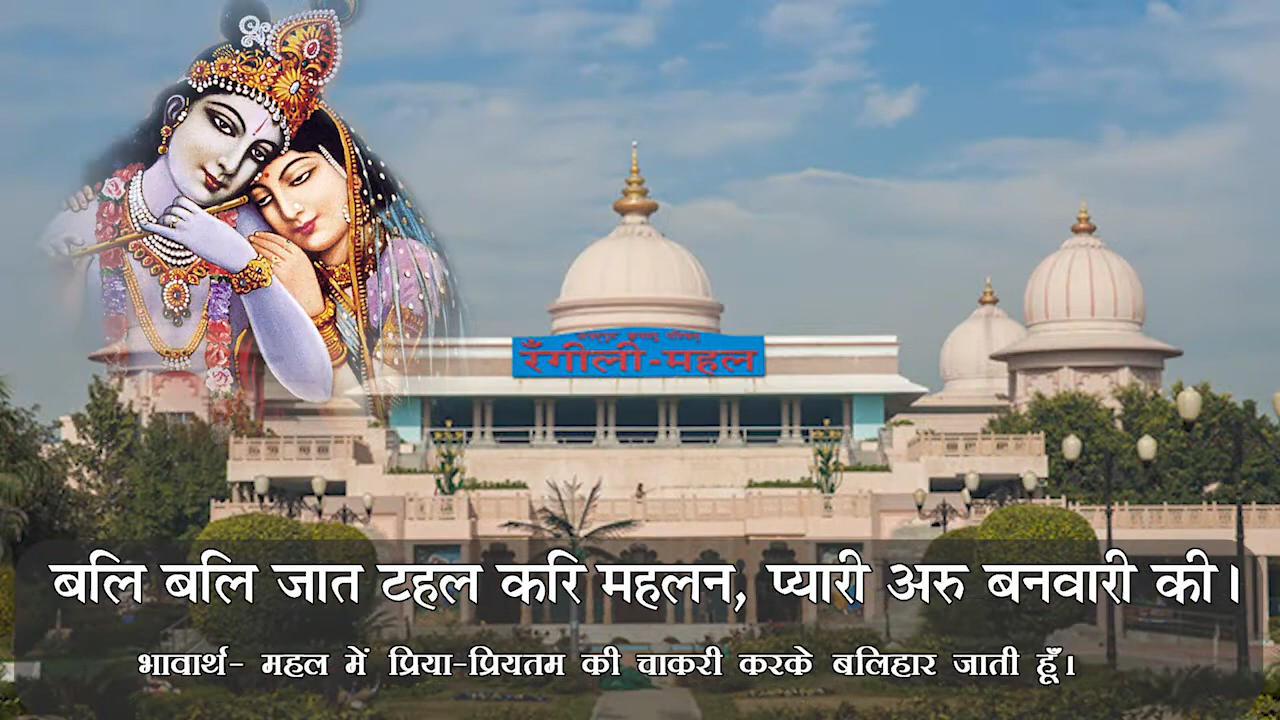 रँगीली-महल
बलि बलि जात टहल करि महलन, प्यारी अरु बनवारी की।
भावार्थ- महल में प्रिया-प्रियतम की चाकरी करके बलिहार जाती हूँ।